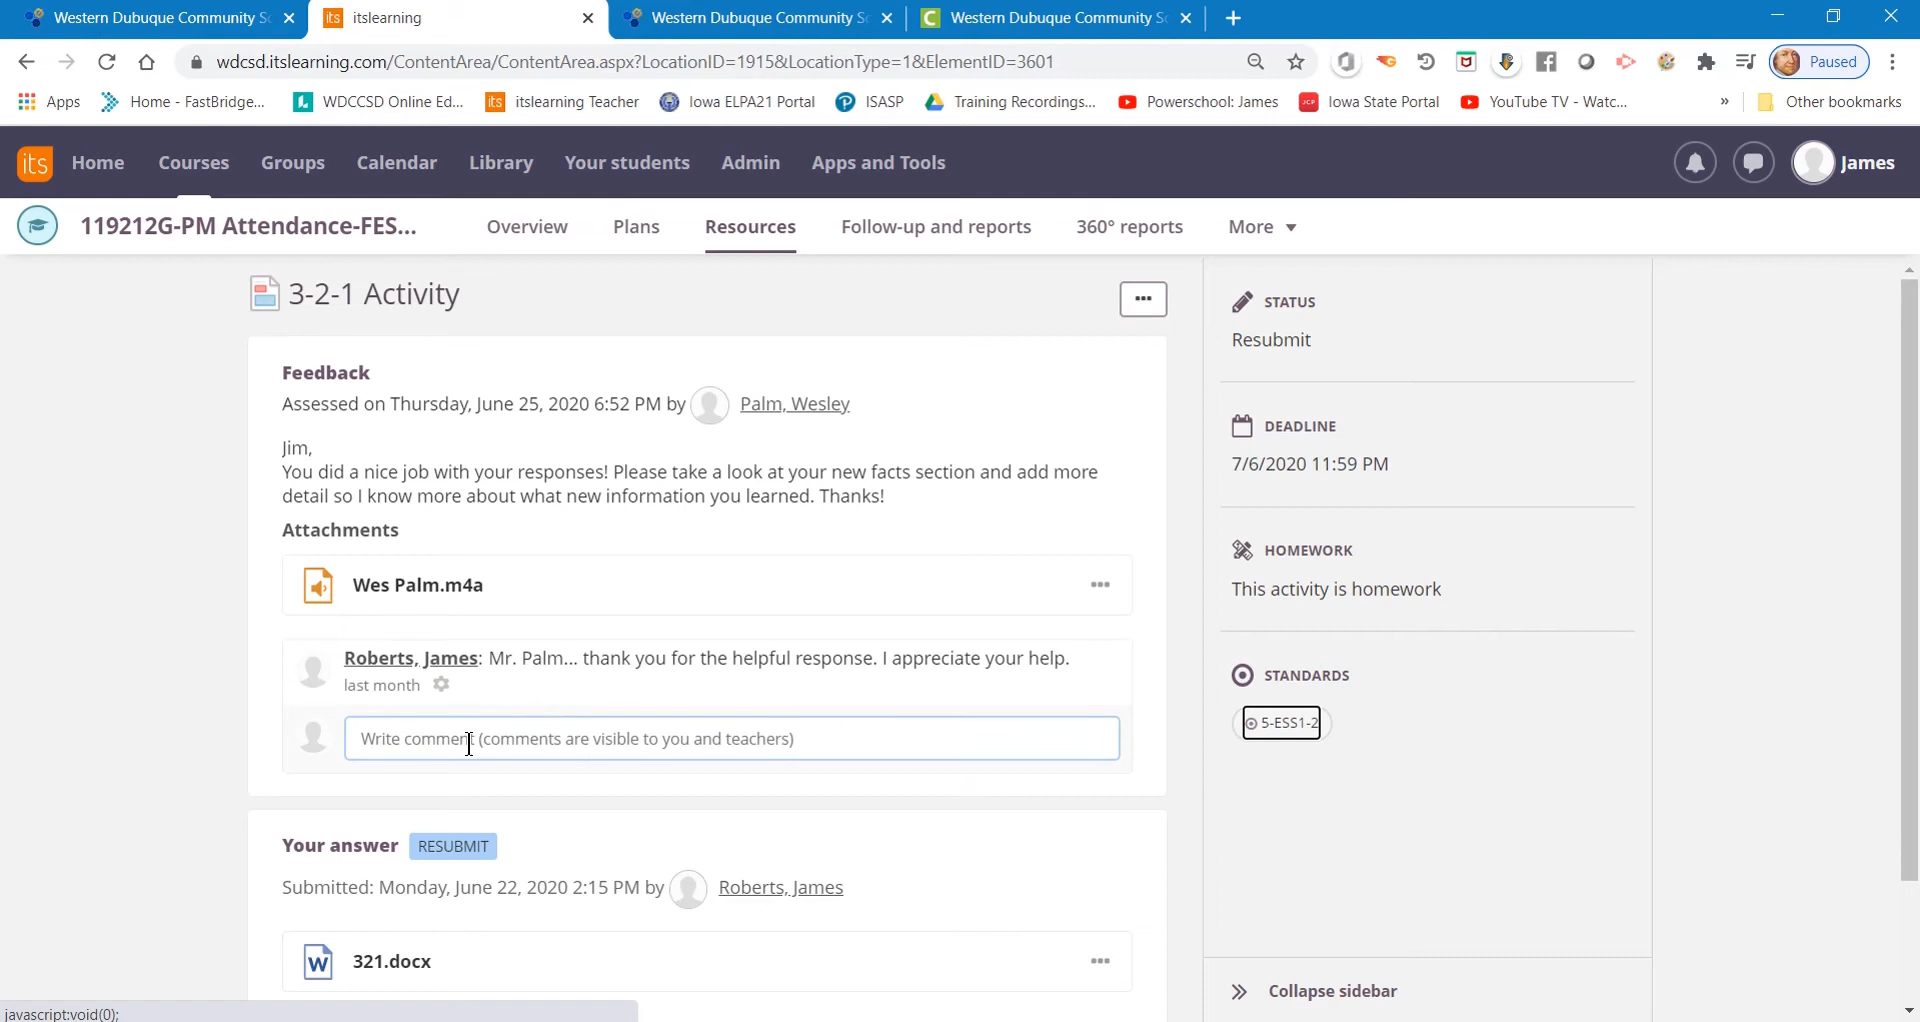 Western Dubuque Community Sc
itslearning
Western Dubuque Community Sc
Western Dubuque Community Sc
wdcsd.itslearning.com/ContentArea/ContentArea.aspx?LocationID=1915&LocationType=1&ElementID=3601
Paused
Apps
Home - FastBridge...
WDCCSD Online Ed...
its
itslearning Teacher
Iowa ELPA21 Portal
ISASP
Training Recordings...
Powerschool: James
Iowa State Portal
YouTube TV - Watc...
»
Other bookmarks
its
Home
Courses
Groups
Calendar
Library
Your students
Admin
Apps and Tools
James
119212G-PM Attendance-FES...
Overview
Plans
Resources
Follow-up and reports
360° reports
More
3-2-1 Activity
Feedback
Assessed on Thursday, June 25, 2020 6:52 PM by Palm, Wesley
Jim,
You did a nice job with your responses! Please take a look at your new facts section and add more
detail so I know more about what new information you learned. Thanks!
Attachments
Wes Palm.m4a
Roberts, James: Mr. Palm... thank you for the helpful response. I appreciate your help.
last month
Write comment (comments are visible to you and teachers)
Your answer RESUBMIT
Submitted: Monday, June 22, 2020 2:15 PM by Roberts, James
W
321.docx
STATUS
Resubmit
DEADLINE
7/6/2020 11:59 PM
HOMEWORK
This activity is homework
STANDARDS
5-ESS1-2
Collapse sidebar
javascript:void(0);